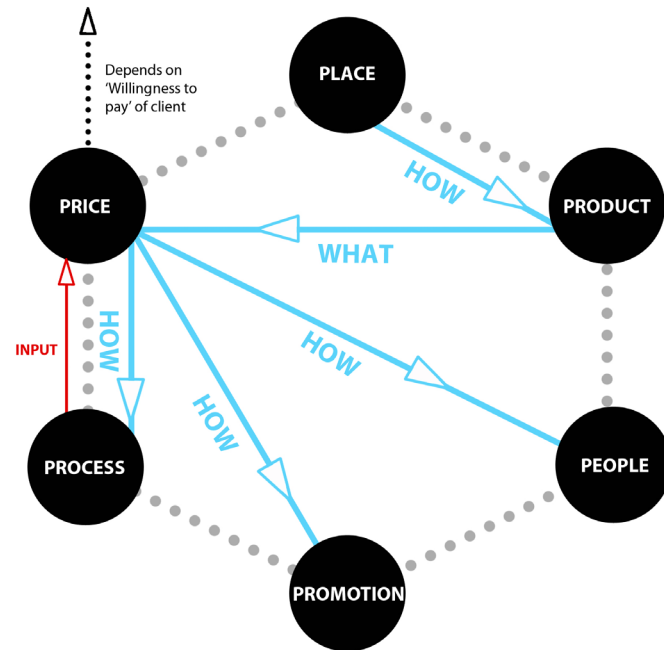 PLACE
Depends on
‘Willingness to
pay’ of client
HOW
PRICE
PRODUCT
WHAT
HOW
INPUT
HOW
HOW
PROCESS
PEOPLE
PROMOTION